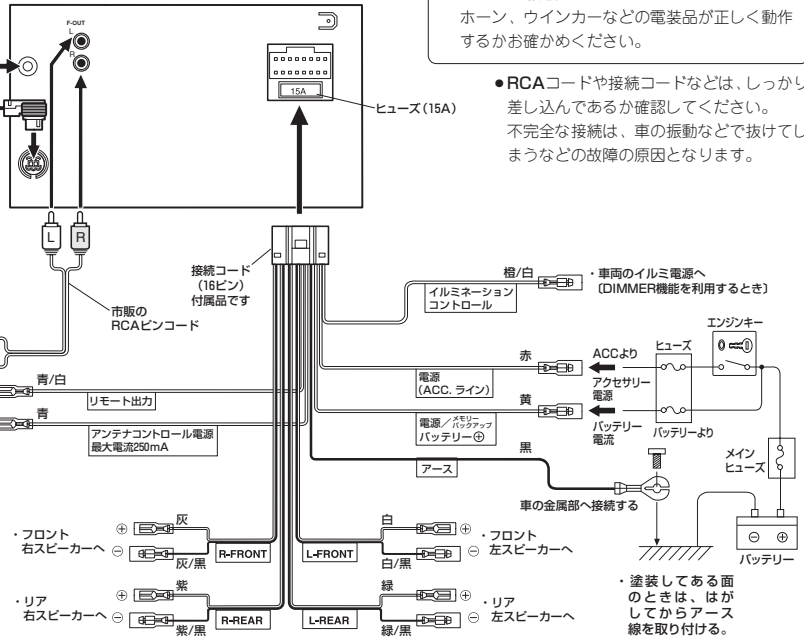 ホーン、ウインカーなどの電装品が正しく動作
するかお確かめください。
●RCAコードや接続コードなどは、しっかり
差し込んであるか確認してください。
不完全な接続は、車の振動などで抜けてし
まうなどの故障の原因となります。
F-OUT
L
R
15A
ヒューズ(15A)
L
R
接続コード
(16ピン)
付属品です
市販の
RCAピンコード
橙/白
イルミネーション
コントロール
・車両のイルミ電源へ
〔DIMMER機能を利用するとき〕
エンジンキー
ヒューズ
赤
電源
(ACC. ライン)
ACCより
アクセサリー
電源
黄
電源/メモリーバックアップ
バッテリー⊕
バッテリー
電流
バッテリーより
青/白
リモート出力
青
アンテナコントロール電源
最大電流250mA
黒
アース
車の金属部へ接続する
メイン
ヒューズ
⊖ ⊕
バッテリー
・塗装してある面
のときは、はが
してからアース
線を取り付ける。
・フロント
右スピーカーへ
⊕
灰
⊖
灰/黒
R-FRONT
L-FRONT
白
⊕
白/黒
⊖
・フロント
左スピーカーへ
・リア
右スピーカーへ
⊕
紫
⊖
紫/黒
R-REAR
L-REAR
緑
⊕
緑/黒
⊖
・リア
左スピーカーへ